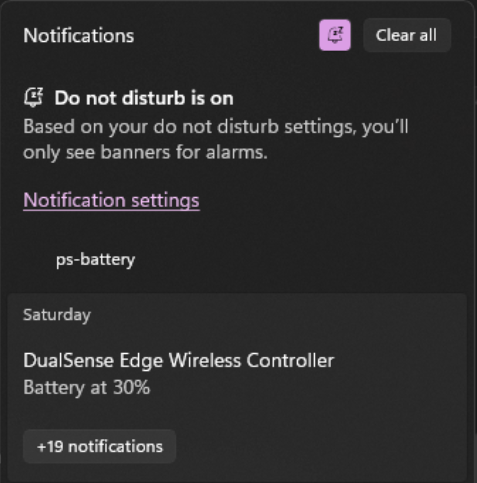 Notifications
Clear all
Do not disturb is on
Based on your do not disturb settings, you'll
only see banners for alarms.
Notification settings
ps-battery
Saturday
DualSense Edge Wireless Controller
Battery at 30%
+19 notifications